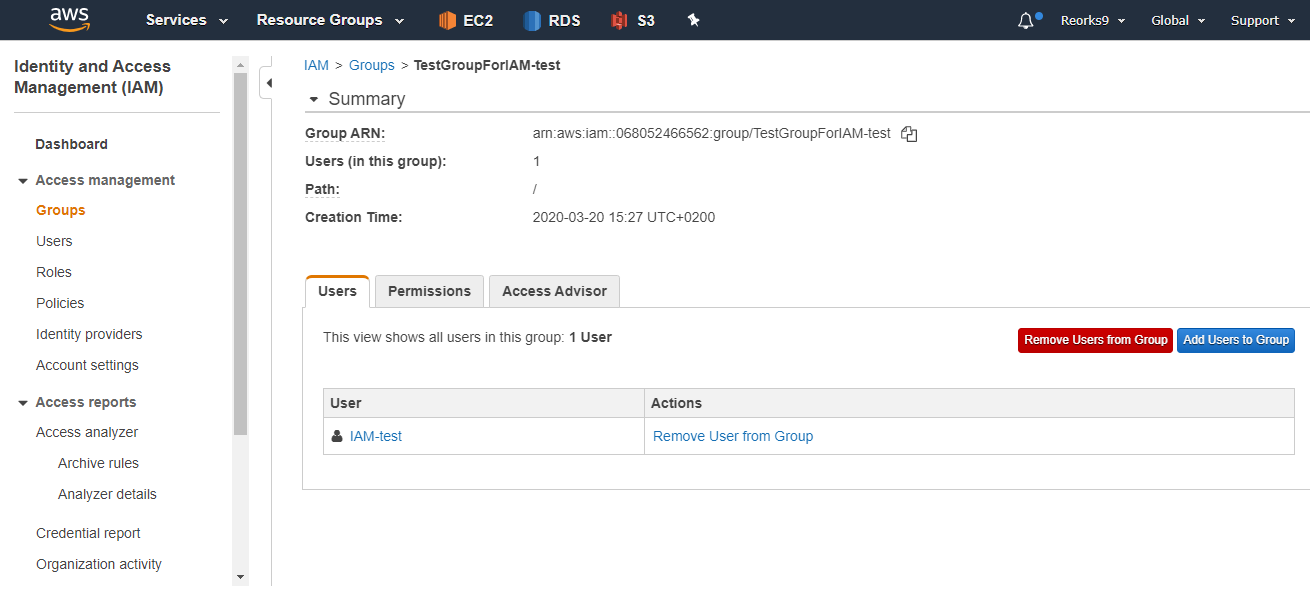 aws Services Resource Groups EC2 RDS S3 Reorks9 Global Support
Identity and Access
Management (IAM)
Dashboard
Access management
Groups
Users
Roles
Policies
Identity providers
Account settings
Access reports
Access analyzer
Archive rules
Analyzer details
Credential report
Organization activity
IAM > Groups > TestGroupForIAM-test
Summary
Group ARN: arn:aws:iam::068052466562:group/TestGroupForIAM-test
Users (in this group): 1
Path: /
Creation Time: 2020-03-20 15:27 UTC+0200
Users Permissions Access Advisor
This view shows all users in this group: 1 User Remove Users from Group Add Users to Group
User Actions
IAM-test Remove User from Group